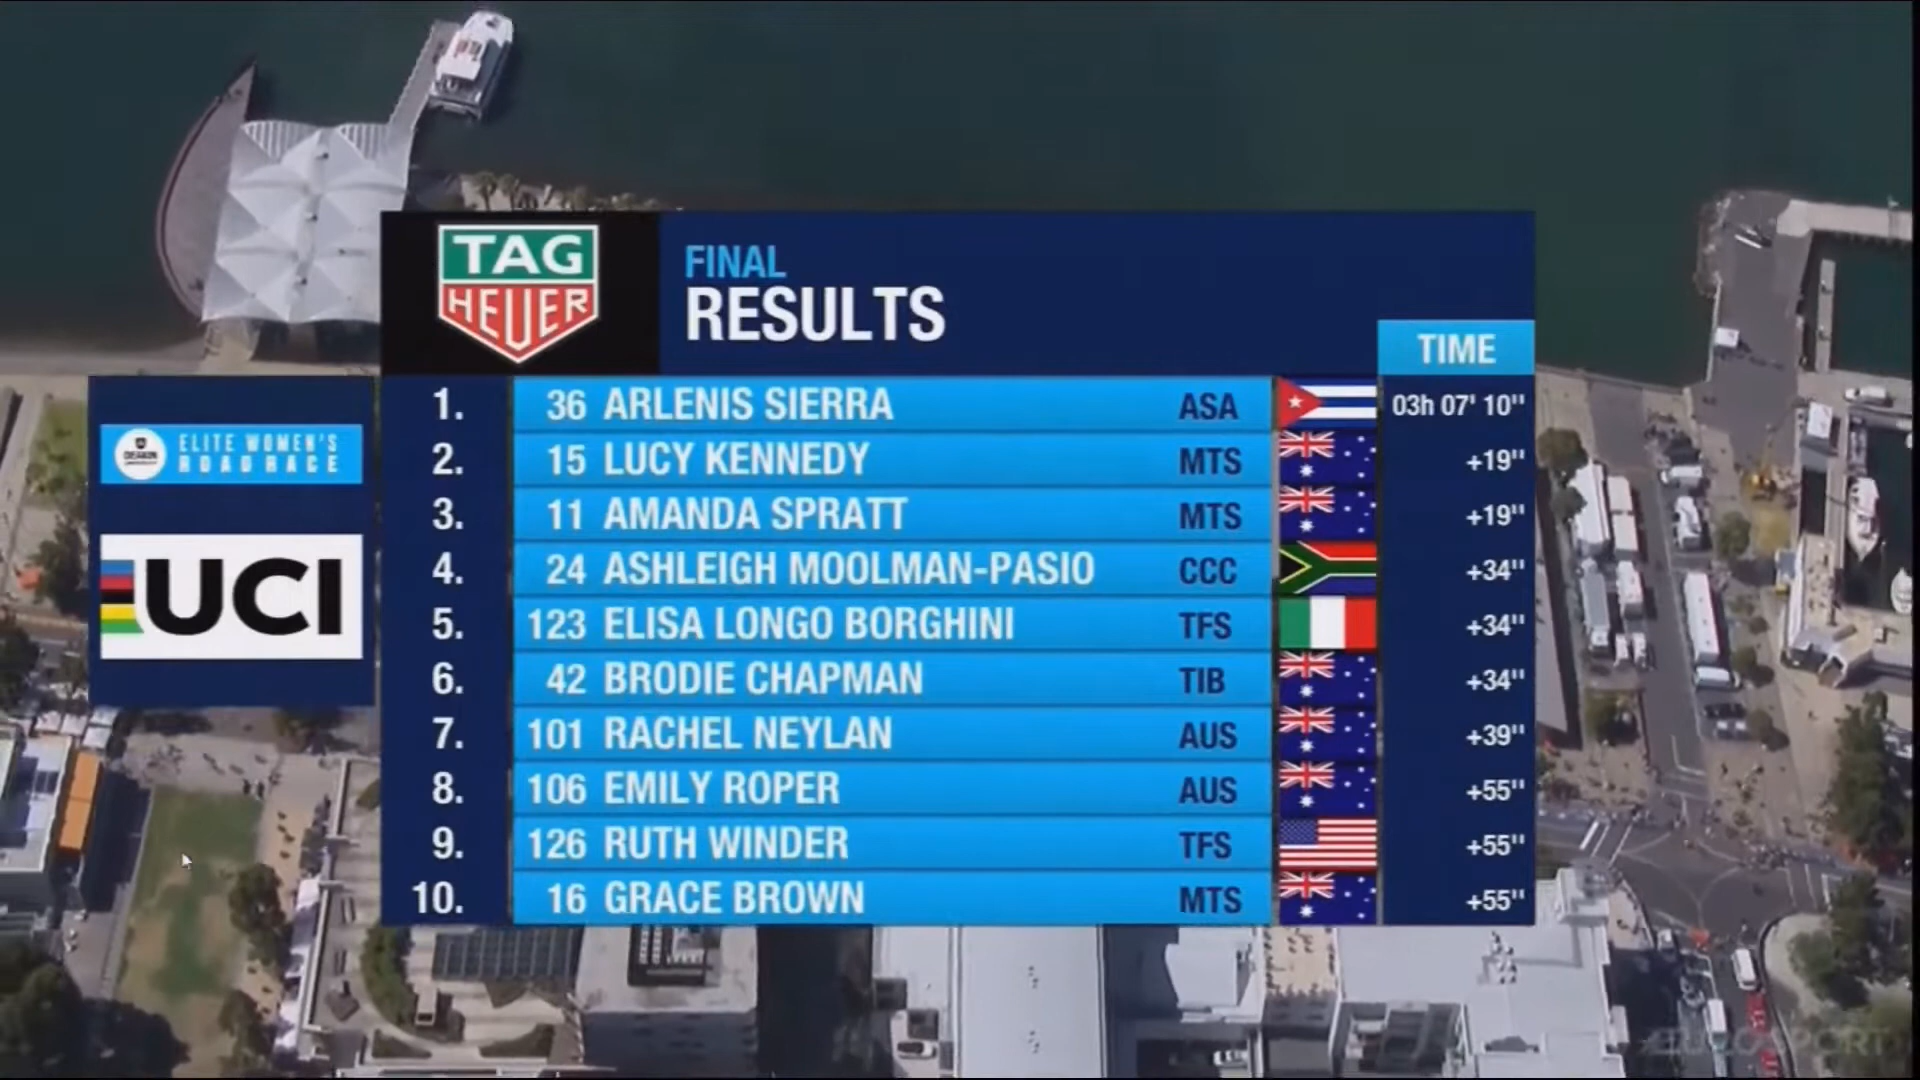 TAG
HEUER
FINAL
RESULTS
TIME
DEAKIN
ELITE WOMEN'S
ROAD RACE
UCI
1. 36 ARLENIS SIERRA ASA 03h 07' 10"
2. 15 LUCY KENNEDY MTS +19"
3. 11 AMANDA SPRATT MTS +19"
4. 24 ASHLEIGH MOOLMAN-PASIO CCC +34"
5. 123 ELISA LONGO BORGHINI TFS +34"
6. 42 BRODIE CHAPMAN TIB +34"
7. 101 RACHEL NEYLAN AUS +39"
8. 106 EMILY ROPER AUS +55"
9. 126 RUTH WINDER TFS +55"
10. 16 GRACE BROWN MTS +55"
EUROSPORT